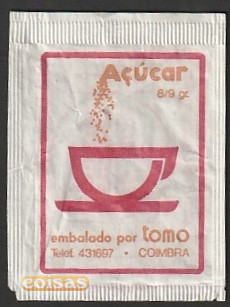 Açúcar
8/9 gr.
embalado por tomo
Telef. 431697 • COIMBRA
coisas